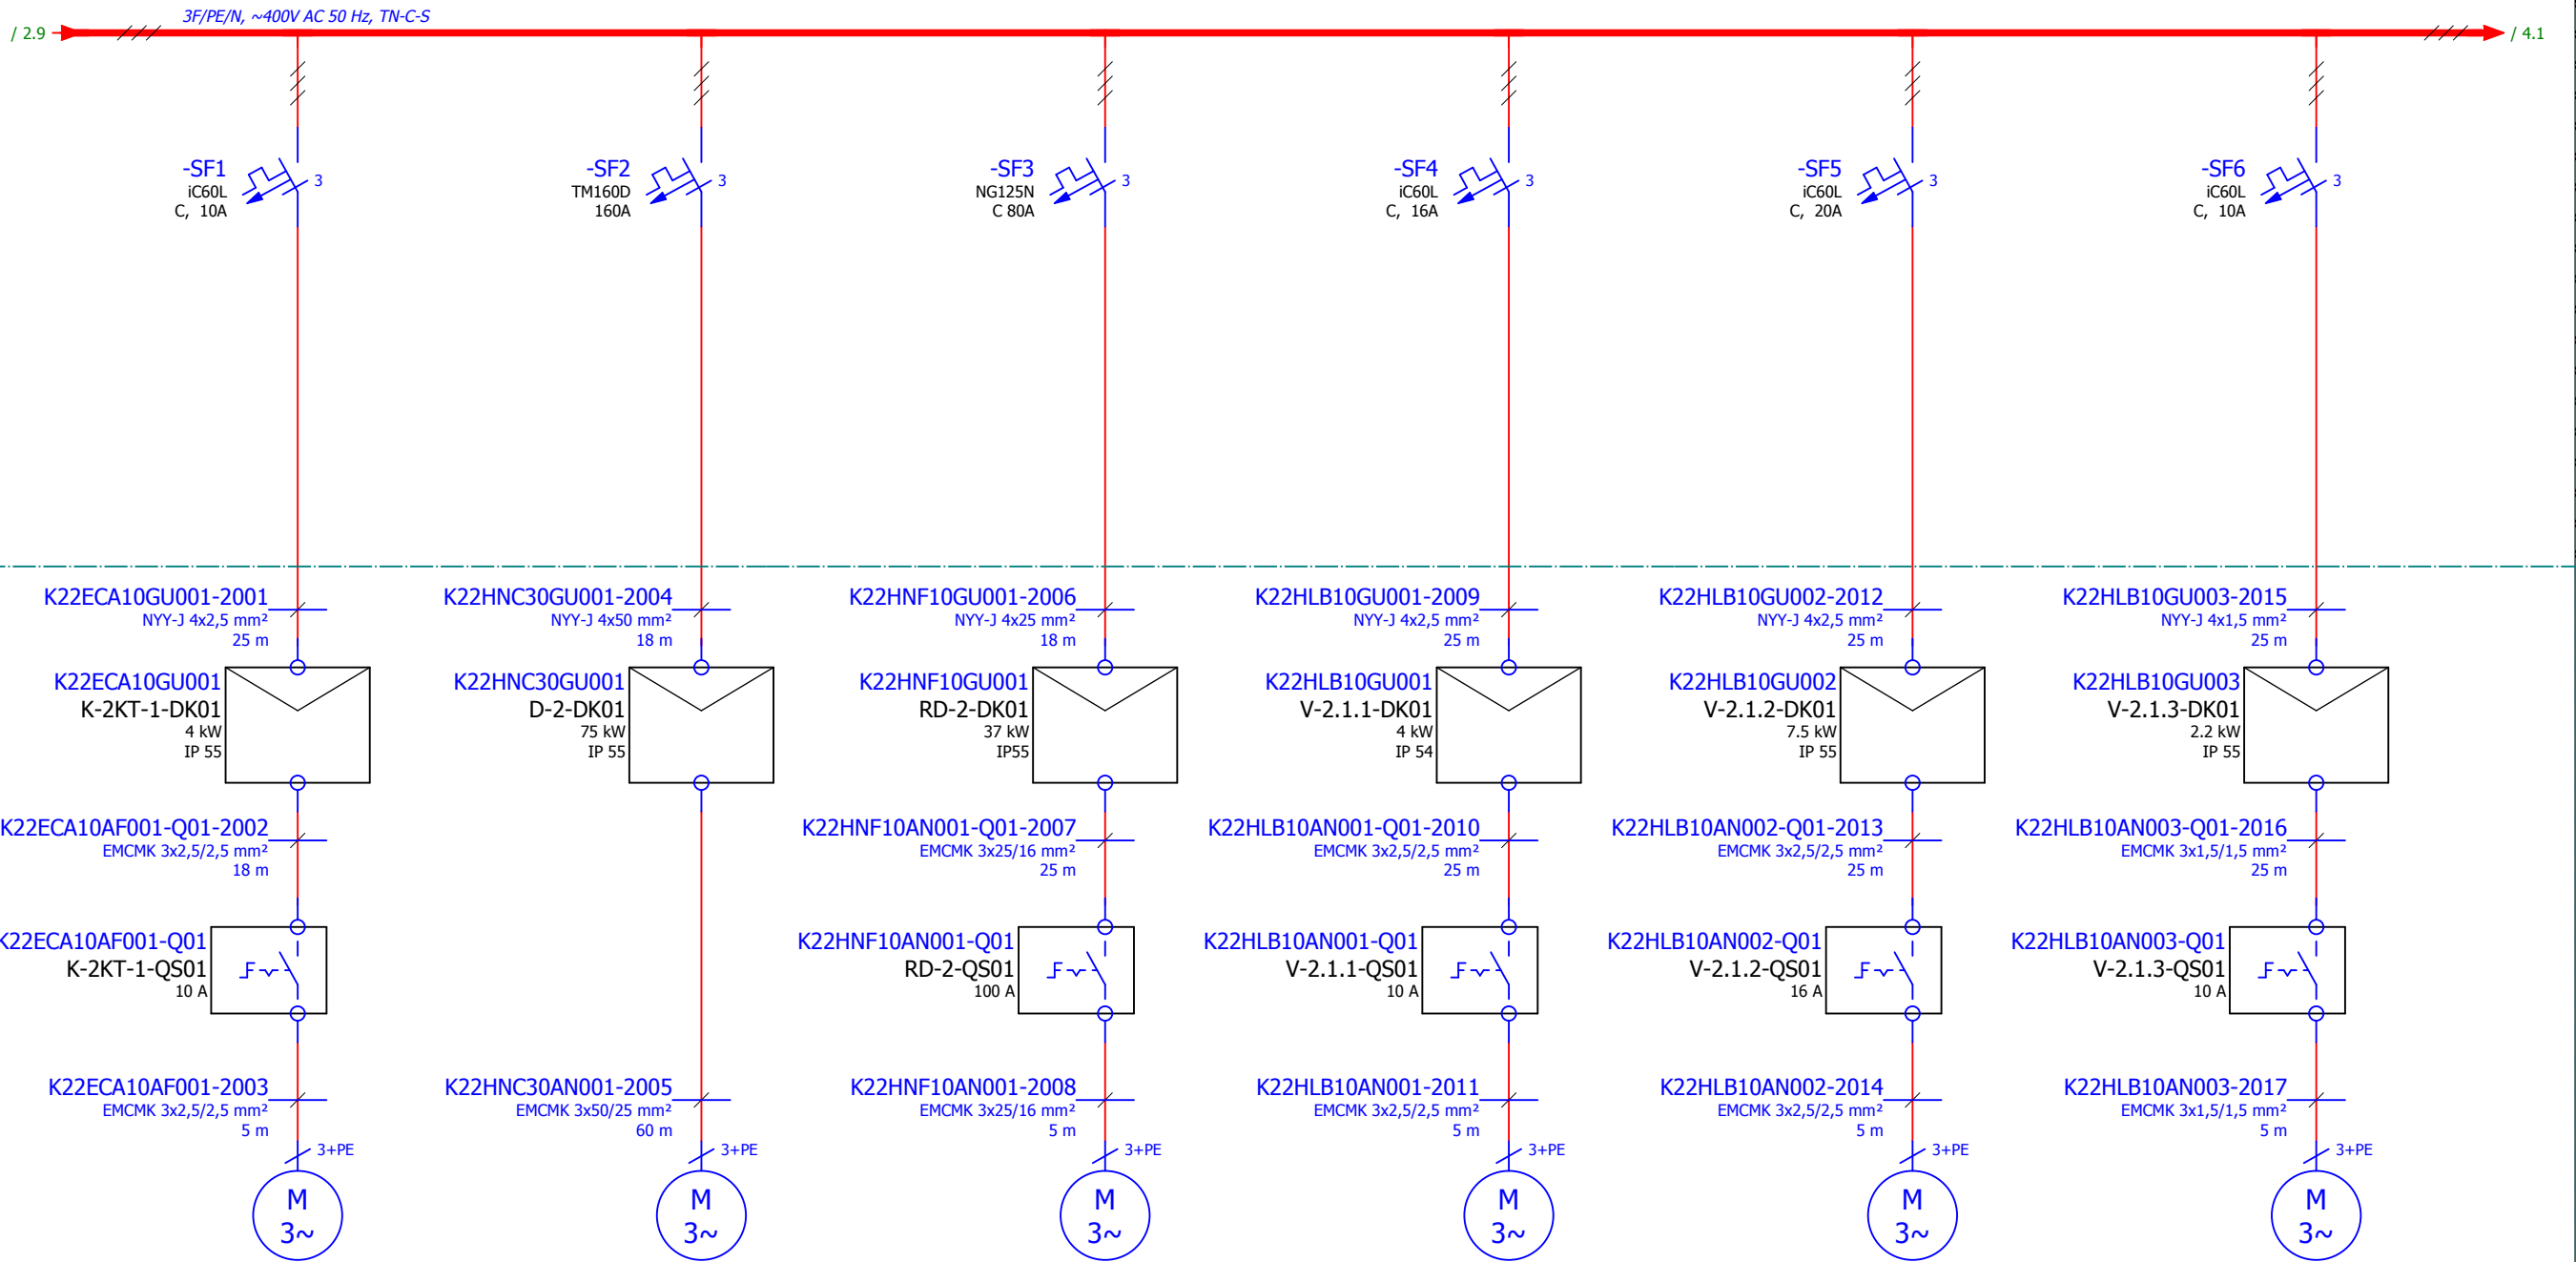 3F/PE/N, ~400V AC 50 Hz, TN-C-S
/ 2.9
/ 4.1
-SF1
iC60L
C, 10A
3
-SF2
TM160D
160A
3
-SF3
NG125N
C 80A
3
-SF4
iC60L
C, 16A
3
-SF5
iC60L
C, 20A
3
-SF6
iC60L
C, 10A
3
K22ECA10GU001-2001
NYY-J 4x2,5 mm²
25 m
K22HNC30GU001-2004
NYY-J 4x50 mm²
18 m
K22HNF10GU001-2006
NYY-J 4x25 mm²
18 m
K22HLB10GU001-2009
NYY-J 4x2,5 mm²
25 m
K22HLB10GU002-2012
NYY-J 4x2,5 mm²
25 m
K22HLB10GU003-2015
NYY-J 4x1,5 mm²
25 m
K22ECA10GU001
K-2KT-1-DK01
4 kW
IP 55
K22HNC30GU001
D-2-DK01
75 kW
IP 55
K22HNF10GU001
RD-2-DK01
37 kW
IP55
K22HLB10GU001
V-2.1.1-DK01
4 kW
IP 54
K22HLB10GU002
V-2.1.2-DK01
7.5 kW
IP 55
K22HLB10GU003
V-2.1.3-DK01
2.2 kW
IP 55
K22ECA10AF001-Q01-2002
EMCMK 3x2,5/2,5 mm²
18 m
K22HNF10AN001-Q01-2007
EMCMK 3x25/16 mm²
25 m
K22HLB10AN001-Q01-2010
EMCMK 3x2,5/2,5 mm²
25 m
K22HLB10AN002-Q01-2013
EMCMK 3x2,5/2,5 mm²
25 m
K22HLB10AN003-Q01-2016
EMCMK 3x1,5/1,5 mm²
25 m
K22ECA10AF001-Q01
K-2KT-1-QS01
10 A
K22HNF10AN001-Q01
RD-2-QS01
100 A
K22HLB10AN001-Q01
V-2.1.1-QS01
10 A
K22HLB10AN002-Q01
V-2.1.2-QS01
16 A
K22HLB10AN003-Q01
V-2.1.3-QS01
10 A
K22ECA10AF001-2003
EMCMK 3x2,5/2,5 mm²
5 m
K22HNC30AN001-2005
EMCMK 3x50/25 mm²
60 m
K22HNF10AN001-2008
EMCMK 3x25/16 mm²
5 m
K22HLB10AN001-2011
EMCMK 3x2,5/2,5 mm²
5 m
K22HLB10AN002-2014
EMCMK 3x2,5/2,5 mm²
5 m
K22HLB10AN003-2017
EMCMK 3x1,5/1,5 mm²
5 m
3+PE
M
3~
3+PE
M
3~
3+PE
M
3~
3+PE
M
3~
3+PE
M
3~
3+PE
M
3~